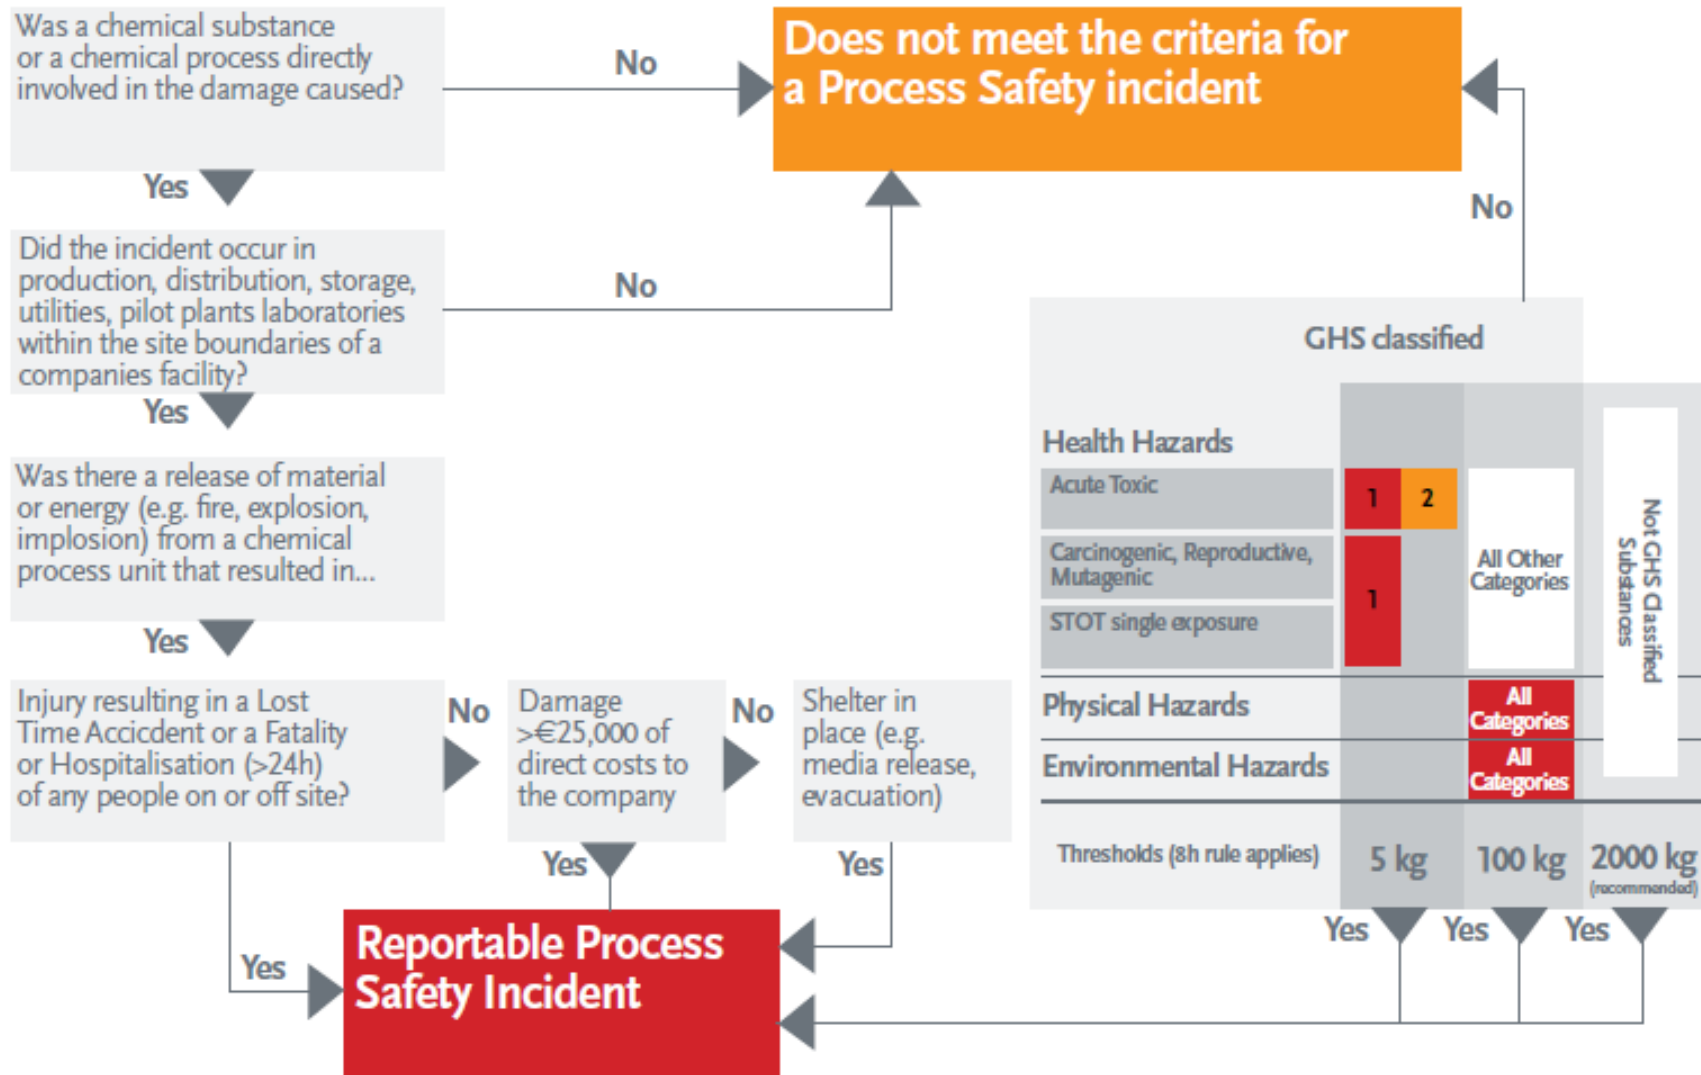 Was a chemical substance
or a chemical process directly
involved in the damage caused?
No
Does not meet the criteria for
a Process Safety incident
Yes
No
Did the incident occur in
production, distribution, storage,
utilities, pilot plants laboratories
within the site boundaries of a
companies facility?
No
Yes
Was there a release of material
or energy (e.g. fire, explosion,
implosion) from a chemical
process unit that resulted in...
Yes
Injury resulting in a Lost
Time Accicdent or a Fatality
or Hospitalisation (>24h)
of any people on or off site?
No
Damage
>€25,000 of
direct costs to
the company
No
Shelter in
place (e.g.
media release,
evacuation)
Yes
Yes
Yes
Reportable Process
Safety Incident
GHS classified
Health Hazards
Acute Toxic
1
2
Carcinogenic, Reproductive,
Mutagenic
1
STOT single exposure
All Other
Categories
Not GHS Classified
Substances
Physical Hazards
All
Categories
Environmental Hazards
All
Categories
Thresholds (8h rule applies)
5 kg
100 kg
2000 kg
(recommended)
Yes
Yes
Yes